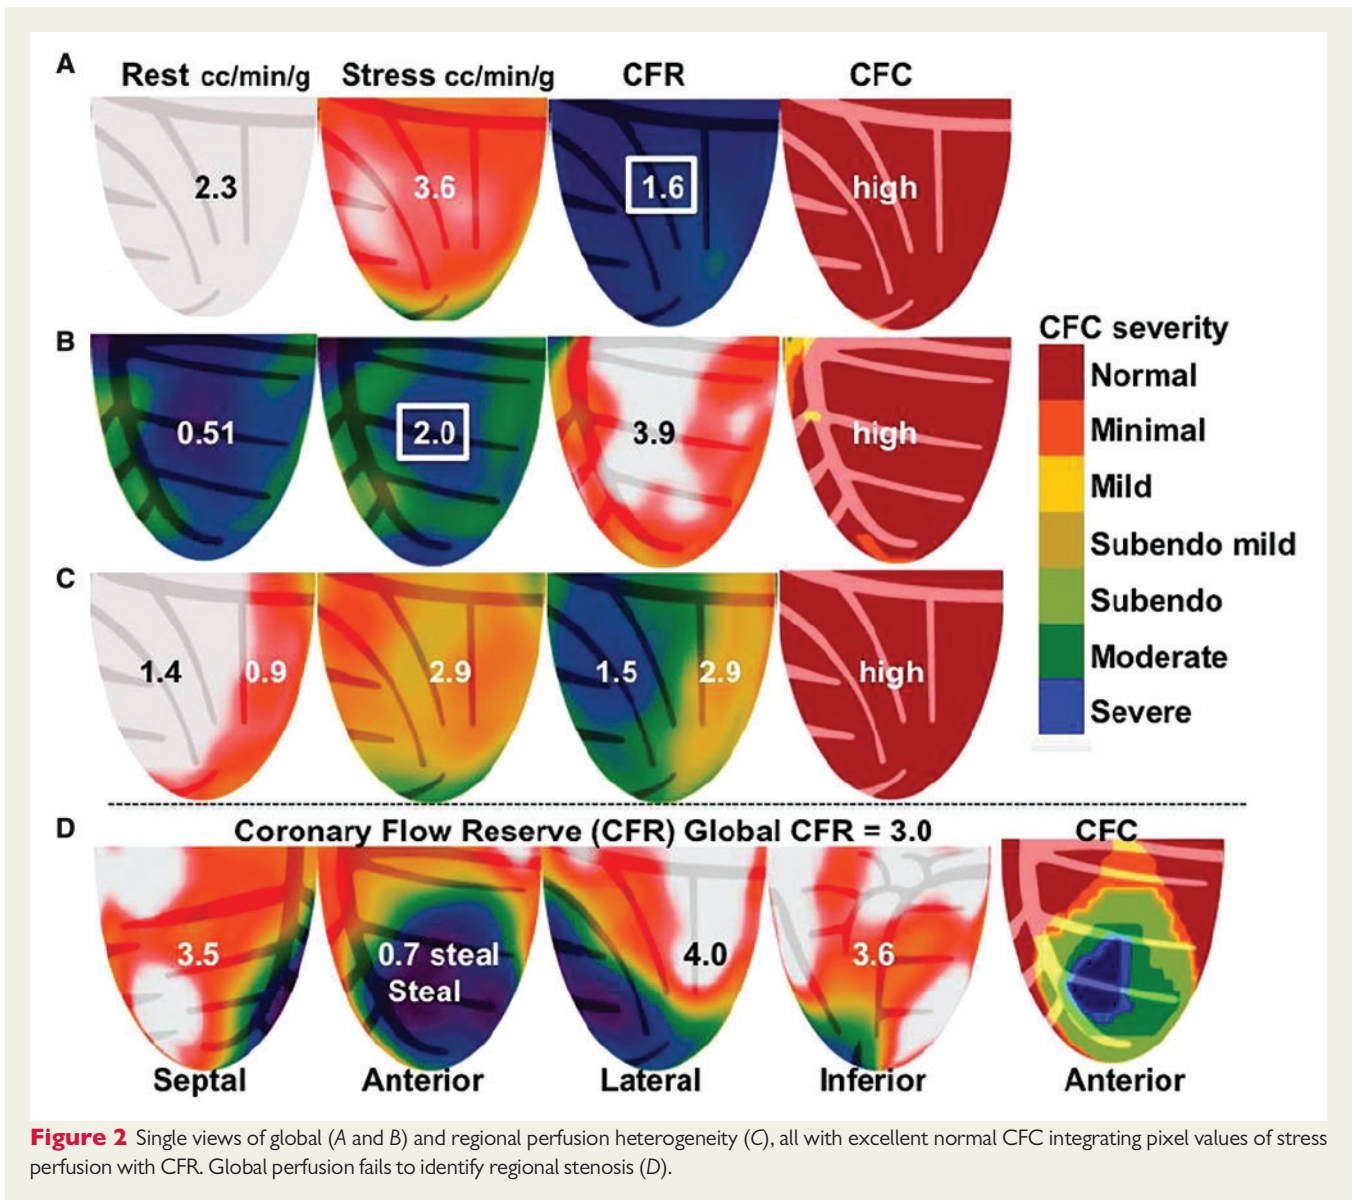 A
Rest cc/min/g
Stress cc/min/g
CFR
CFC
2.3
3.6
1.6
high
B
0.51
2.0
3.9
high
C
1.4
0.9
2.9
1.5
2.9
high
CFC severity
Normal
Minimal
Mild
Subendo mild
Subendo
Moderate
Severe
D
Coronary Flow Reserve (CFR) Global CFR = 3.0
CFC
3.5
0.7 steal
Steal
4.0
3.6
Septal
Anterior
Lateral
Inferior
Anterior
Figure 2 Single views of global (A and B) and regional perfusion heterogeneity (C), all with excellent normal CFC integrating pixel values of stress
perfusion with CFR. Global perfusion fails to identify regional stenosis (D).